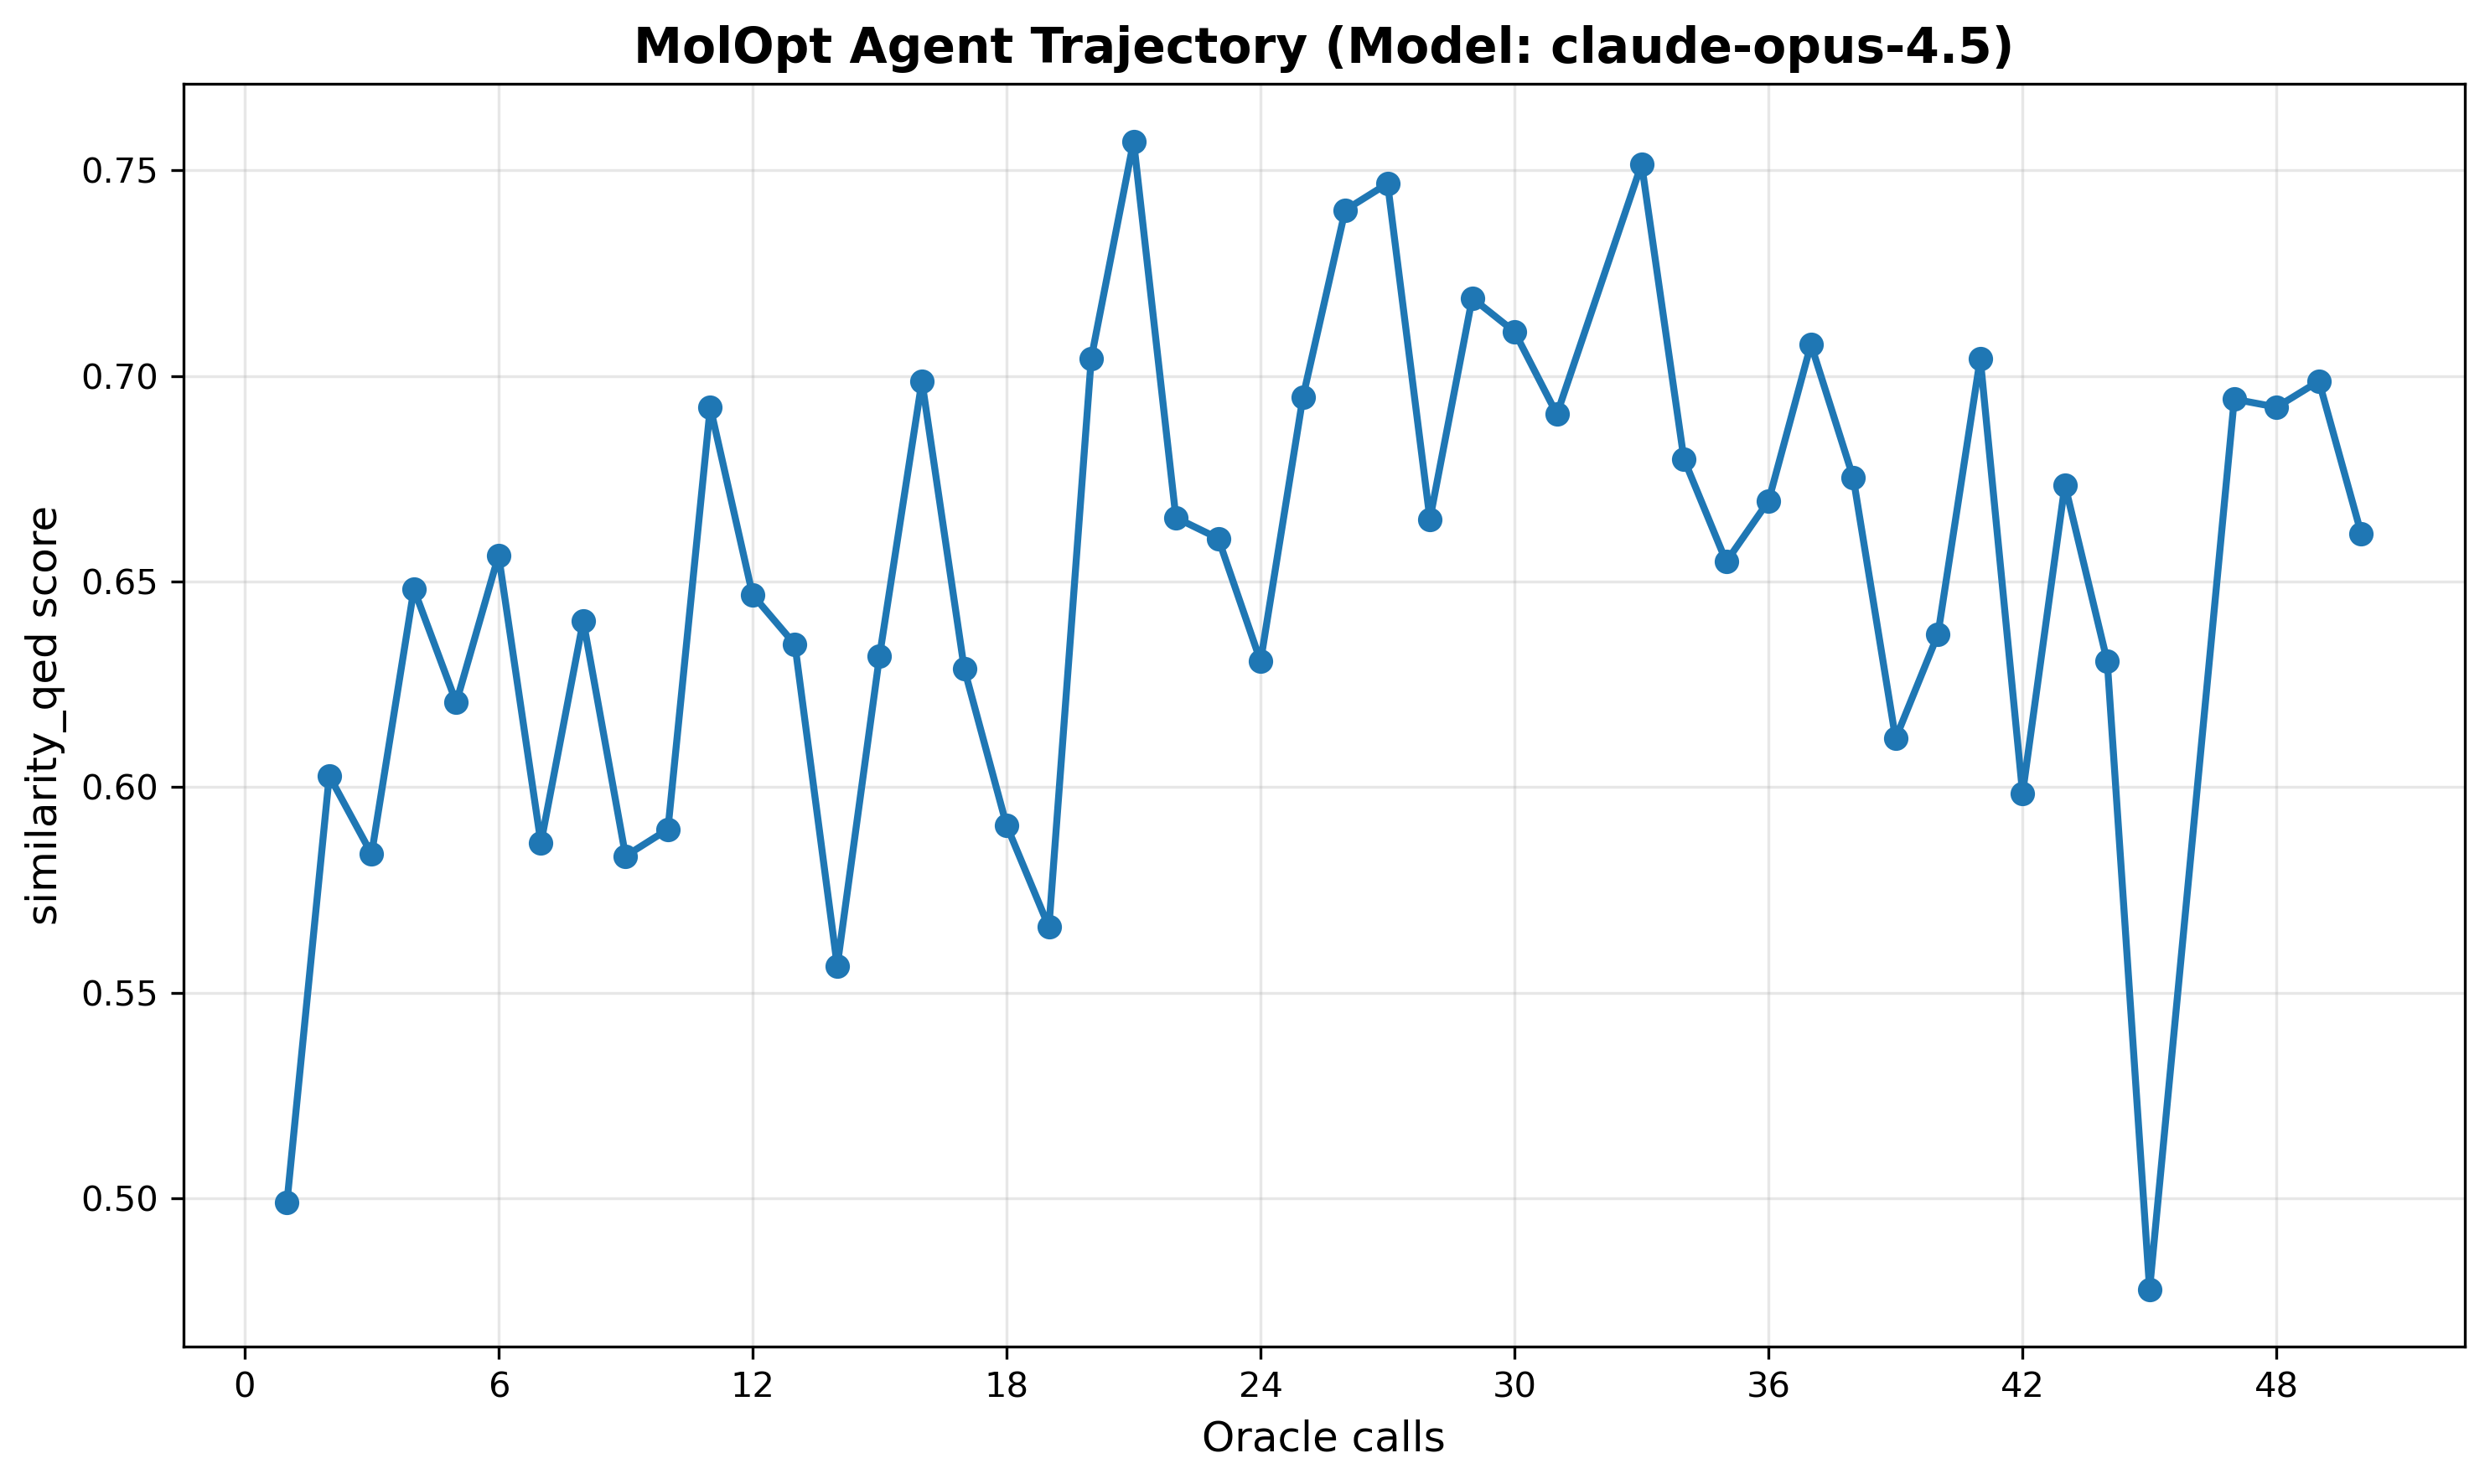 MolOpt Agent Trajectory (Model: claude-opus-4.5)
similarity_qed score
0.75
0.70
0.65
0.60
0.55
0.50
0 6 12 18 24 30 36 42 48
Oracle calls